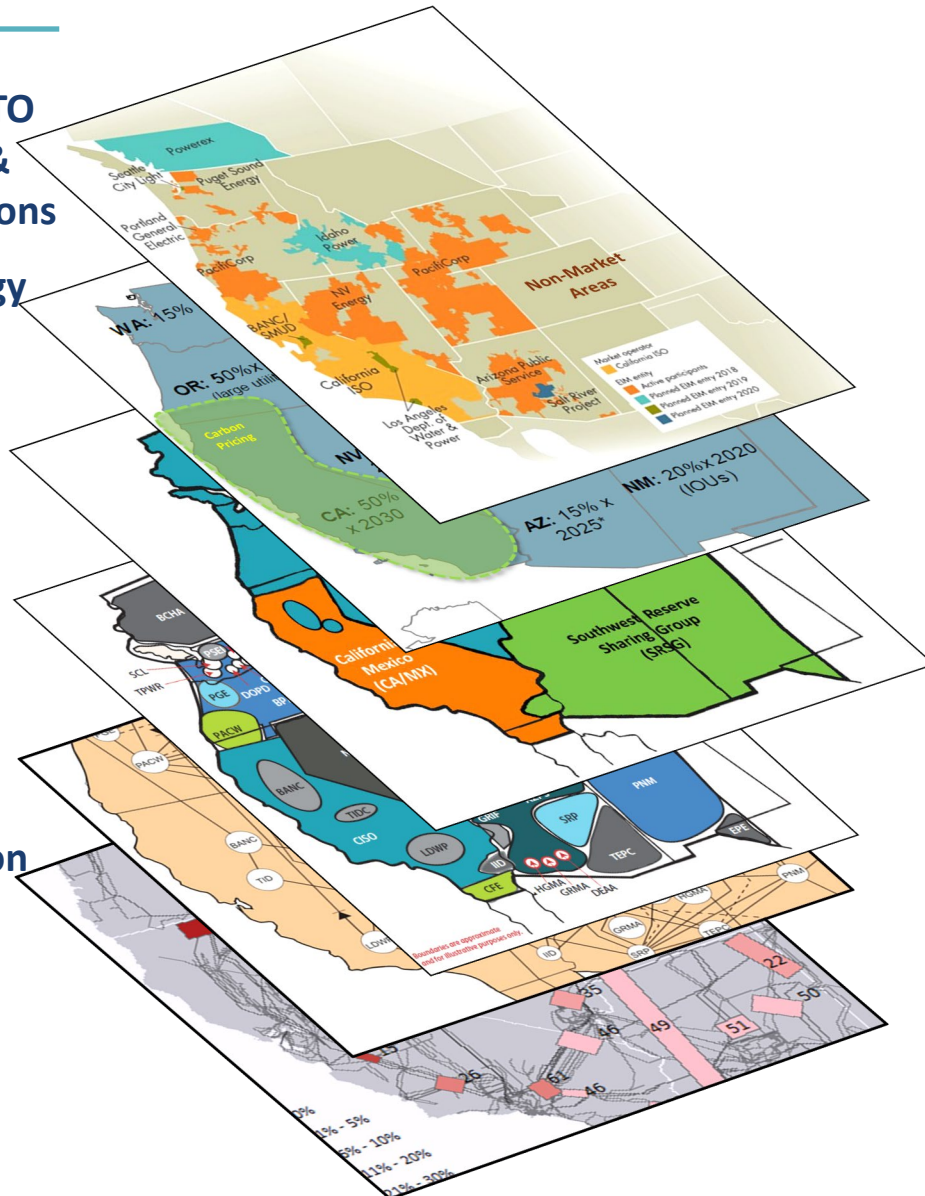 TO
&
ons
gy
on
Powerex
Seattle
City Light
Puget Sound
Energy
Portland
General
Electric
Idaho
Power
PacifiCorp
PacifiCorp
NV
Energy
Non-Market
Areas
BANC/
SMUD
California
ISO
Arizona Public
Service
Salt River
Project
Los Angeles
Dept. of
Water &
Power
Market operator
California ISO
EIM entity
Active participants
Planned EIM entry 2018
Planned EIM entry 2019
Planned EIM entry 2020
WA: 15%
OR: 50%x
(large utili
Carbon
Pricing
NV
CA: 50%
x 2030
AZ: 15% x
2025*
NM: 20%x2020
(IOUs)
California
Mexico
(CA/MX)
Southwest Reserve
Sharing Group
(SRSG)
BCHA
PSEI
SCL
TPWR
PGE
DOPD
BP
PACW
BANC
TIDC
CISO
LDWP
IID
CFE
GRIF
SRP
TEPC
PNM
EPE
HGMA
GRMA
DEAA
Boundaries are approximate
and for illustrative purposes only.
PACW
BANC
TID
LDWP
IID
GRMA
HGMA
SRP
TEPC
PNM
35
46
49
22
50
51
26
61
46
0%
1% - 5%
6% - 10%
11% - 20%
21% - 30%